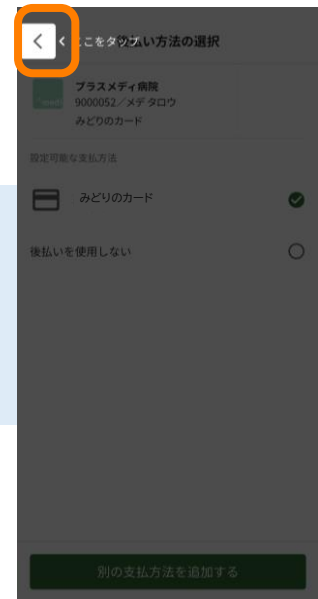 く ここをタップ
後払い方法の選択
プラスメディ病院
9000052／メデ タロウ
みどりのカード
設定可能な支払方法
みどりのカード
後払いを使用しない
別の支払方法を追加する